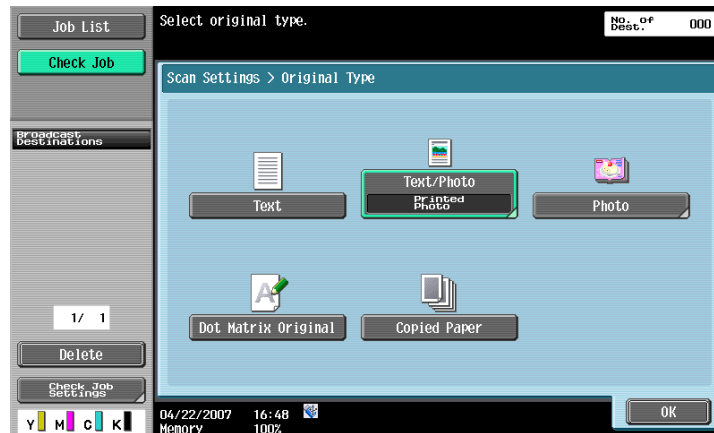 Job List
Check Job
Broadcast
Destinations
1/ 1
Delete
Check Job
Settings
Y M C K
Select original type.
No. of
Dest.
000
Scan Settings > Original Type
Text
Text/Photo
Printed
Photo
Photo
Dot Matrix Original
Copied Paper
04/22/2007 16:48
Memory 100%
OK